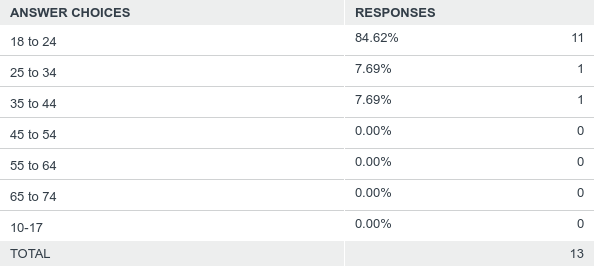 ANSWER CHOICES RESPONSES
18 to 24 84.62% 11
25 to 34 7.69% 1
35 to 44 7.69% 1
45 to 54 0.00% 0
55 to 64 0.00% 0
65 to 74 0.00% 0
10-17 0.00% 0
TOTAL 13